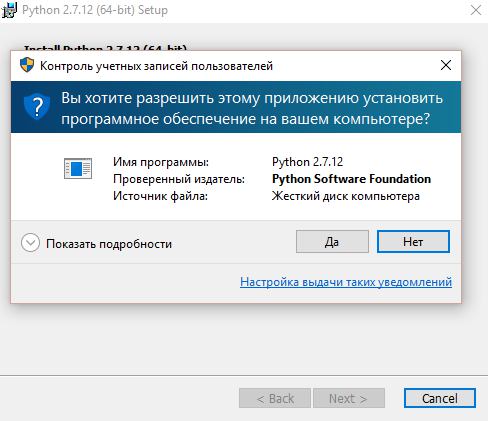 Python 2.7.12 (64-bit) Setup
Install Python 2.7.12 (64-bit)
Контроль учетных записей пользователей
Вы хотите разрешить этому приложению установить
программное обеспечение на вашем компьютере?
Имя программы: Python 2.7.12
Проверенный издатель: Python Software Foundation
Источник файла: Жесткий диск компьютера
Показать подробности
Да
Нет
Настройка выдачи таких уведомлений
< Back
Next >
Cancel